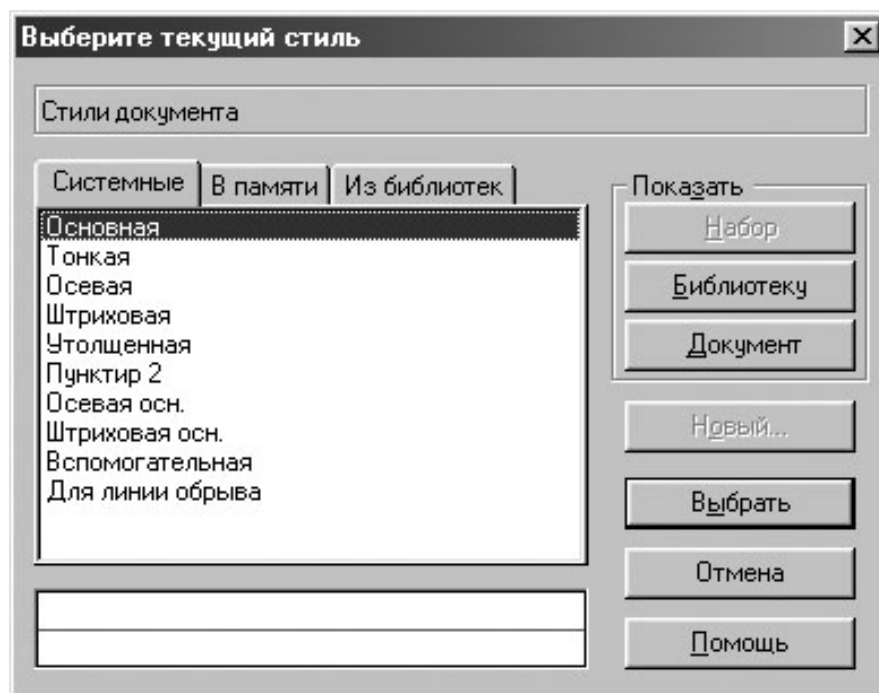 Выберите текущий стиль
Стили документа
Системные В памяти Из библиотек
Основная
Тонкая
Осевая
Штриховая
Утолщенная
Пунктир 2
Осевая осн.
Штриховая осн.
Вспомогательная
Для линии обрыва
Показать
Набор
Библиотеку
Документ
Новый...
Выбрать
Отмена
Помощь